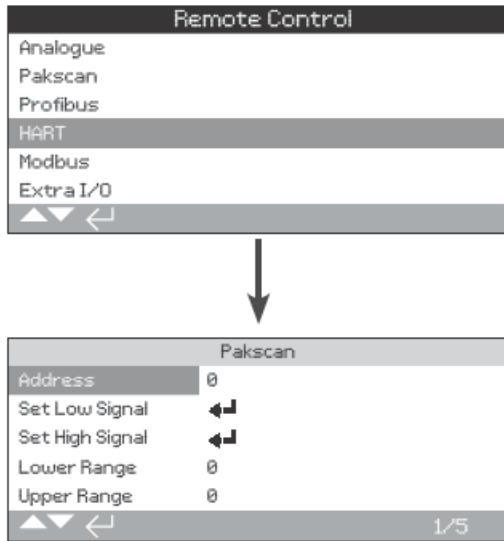 Remote Control
Analogue
Pakscan
Profibus
HART
Modbus
Extra I/O
Pakscan
Address 0
Set Low Signal
Set High Signal
Lower Range 0
Upper Range 0
1/5